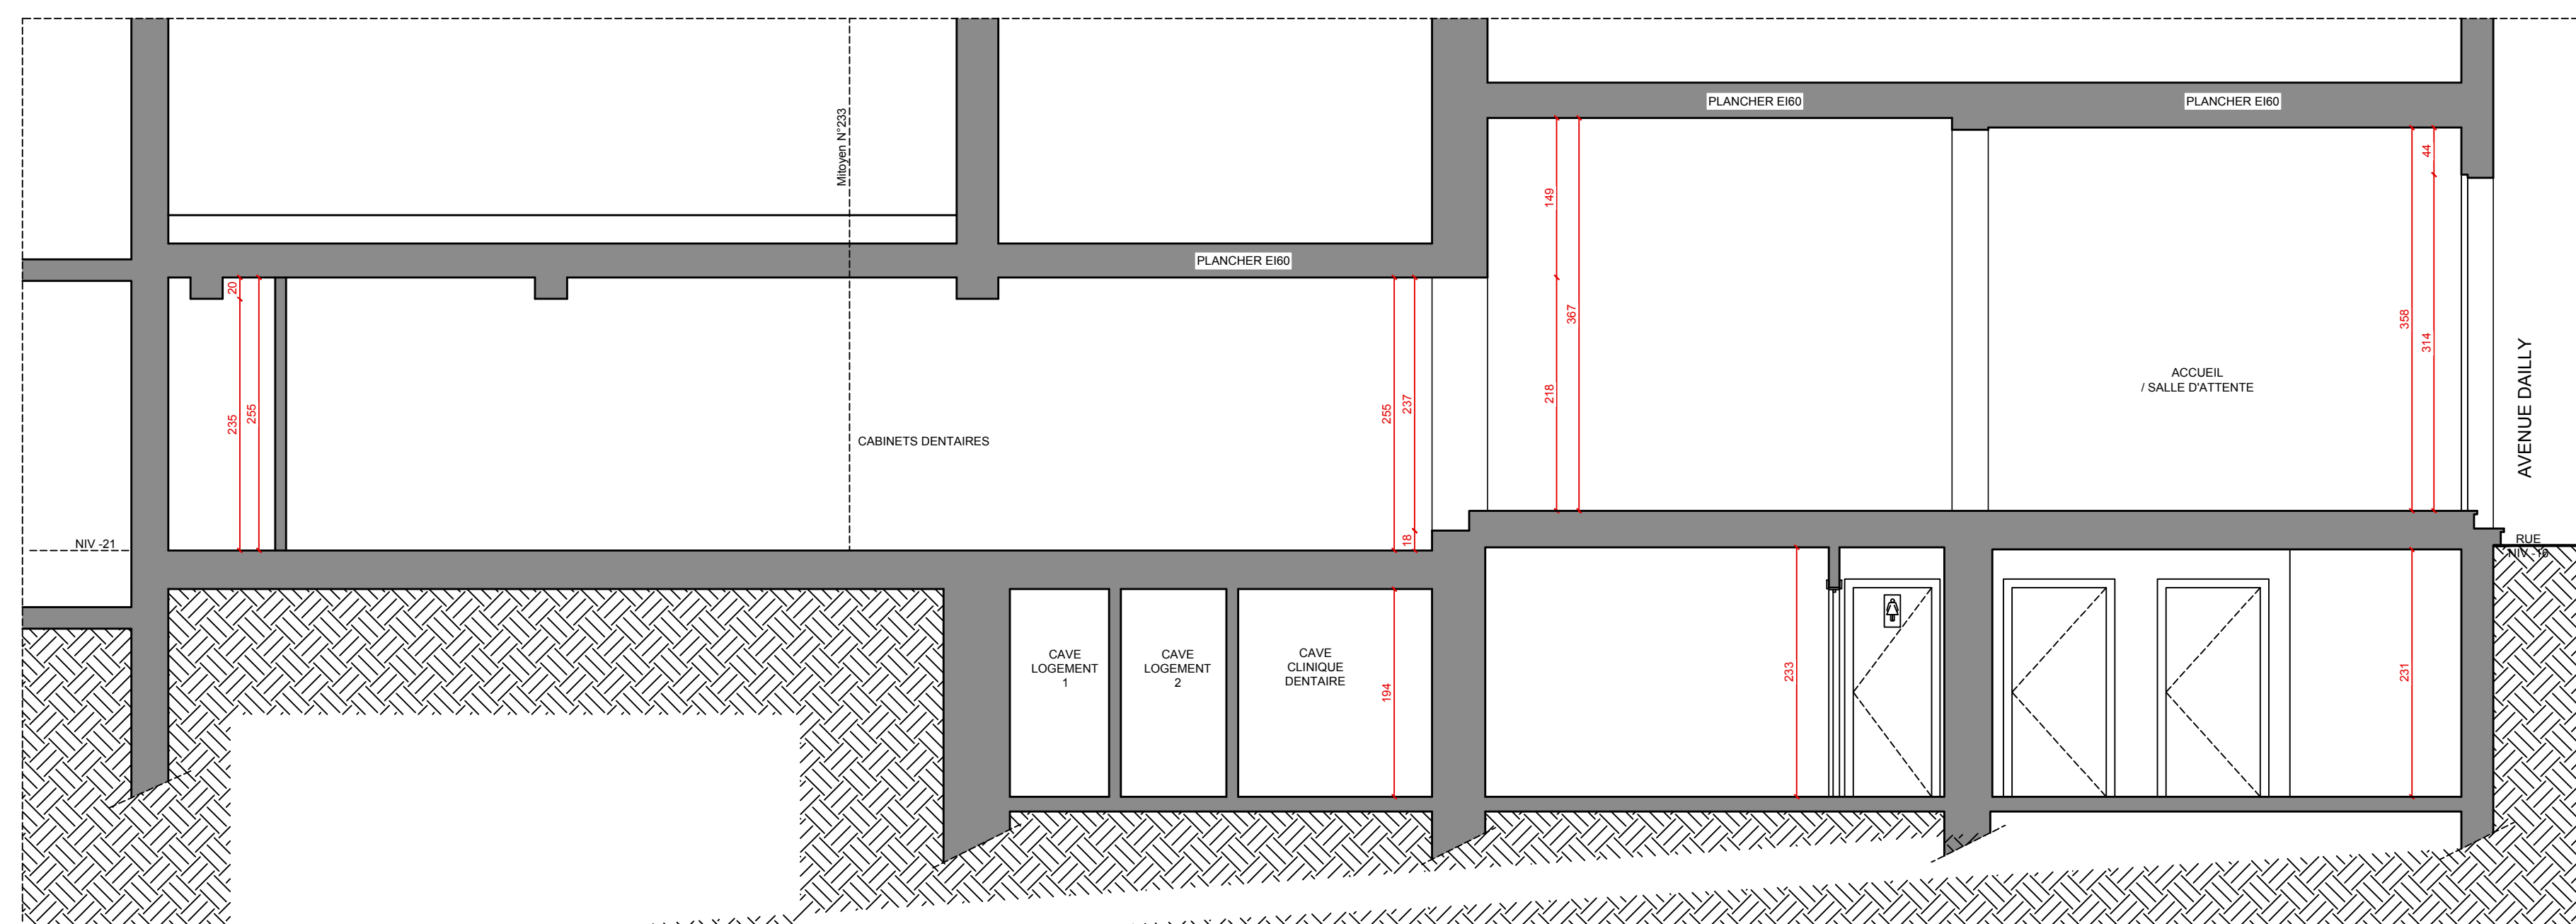 PLANCHER EI60
PLANCHER EI60
Mitoyen N°233
44
149
PLANCHER EI60
20
367
358
314
ACCUEIL
/ SALLE D'ATTENTE
AVENUE DAILLY
235
255
255
237
218
CABINETS DENTAIRES
NIV -21
18
RUE
NIV -16
CAVE
LOGEMENT
1
CAVE
LOGEMENT
2
CAVE
CLINIQUE
DENTAIRE
194
233
231